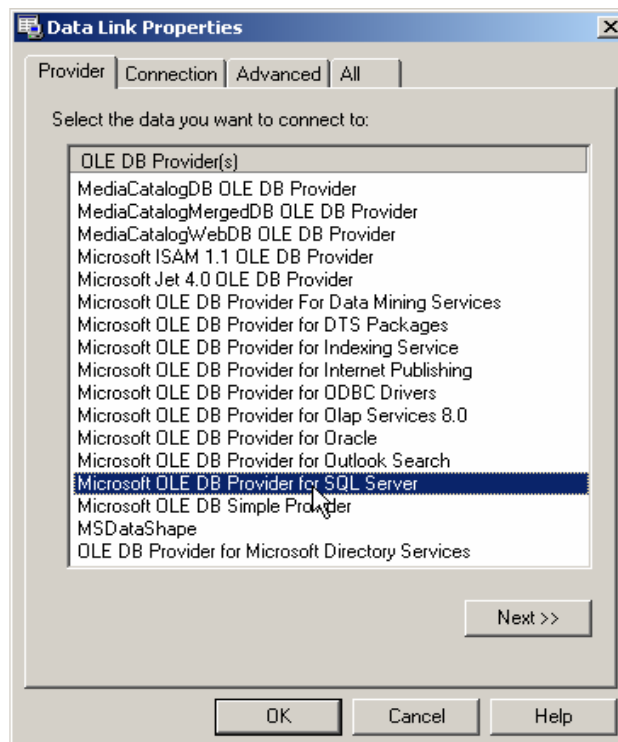 Data Link Properties
Provider Connection Advanced All
Select the data you want to connect to:
OLE DB Provider(s)
MediaCatalogDB OLE DB Provider
MediaCatalogMergedDB OLE DB Provider
MediaCatalogWebDB OLE DB Provider
Microsoft ISAM 1.1 OLE DB Provider
Microsoft Jet 4.0 OLE DB Provider
Microsoft OLE DB Provider For Data Mining Services
Microsoft OLE DB Provider for DTS Packages
Microsoft OLE DB Provider for Indexing Service
Microsoft OLE DB Provider for Internet Publishing
Microsoft OLE DB Provider for ODBC Drivers
Microsoft OLE DB Provider for Olap Services 8.0
Microsoft OLE DB Provider for Oracle
Microsoft OLE DB Provider for Outlook Search
Microsoft OLE DB Provider for SQL Server
Microsoft OLE DB Simple Provider
MSDataShape
OLE DB Provider for Microsoft Directory Services
Next >>
OK Cancel Help